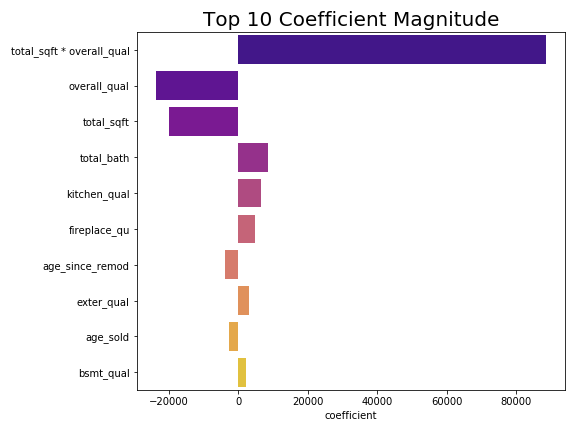 Top 10 Coefficient Magnitude
total_sqft * overall_qual
overall_qual
total_sqft
total_bath
kitchen_qual
fireplace_qu
age_since_remod
exter_qual
age_sold
bsmt_qual
−20000 0 20000 40000 60000 80000
coefficient